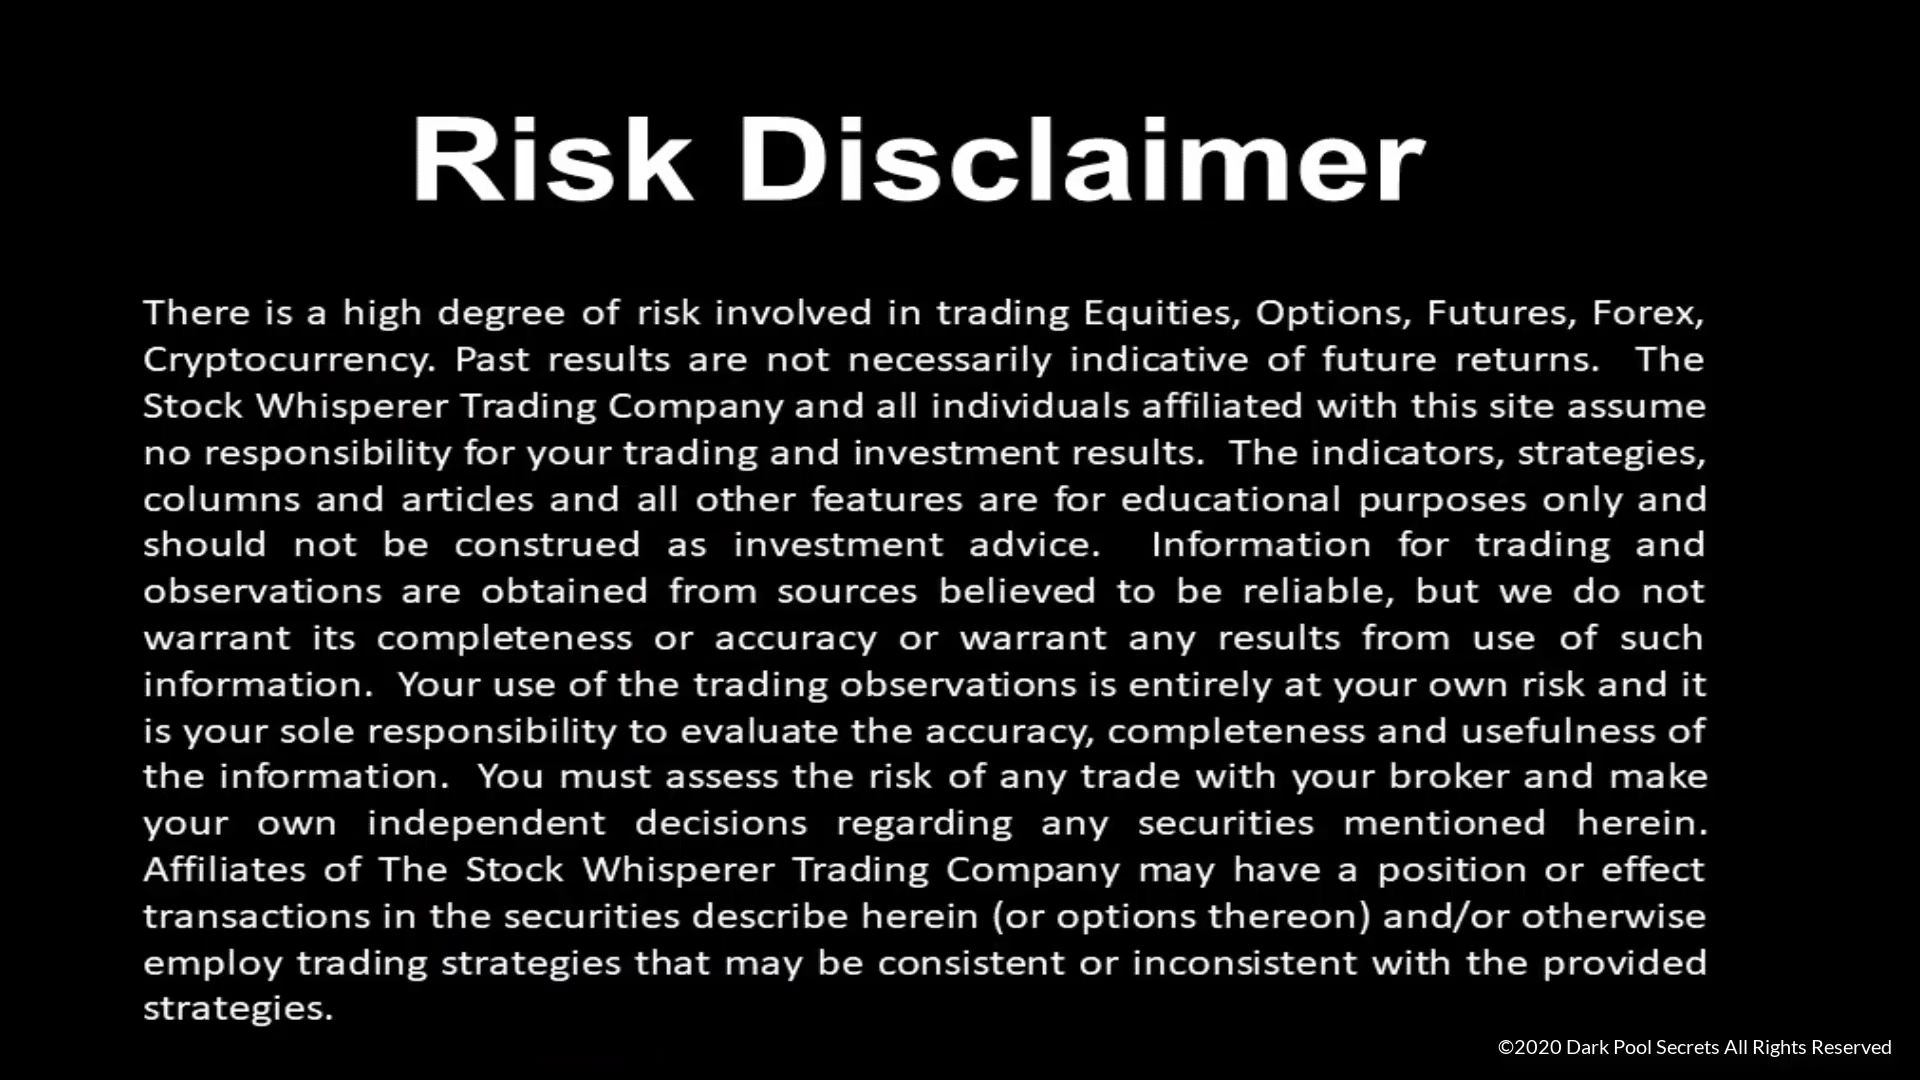 Risk Disclaimer
There is a high degree of risk involved in trading Equities, Options, Futures, Forex,
Cryptocurrency. Past results are not necessarily indicative of future returns. The
Stock Whisperer Trading Company and all individuals affiliated with this site assume
no responsibility for your trading and investment results. The indicators, strategies,
columns and articles and all other features are for educational purposes only and
should not be construed as investment advice. Information for trading and
observations are obtained from sources believed to be reliable, but we do not
warrant its completeness or accuracy or warrant any results from use of such
information. Your use of the trading observations is entirely at your own risk and it
is your sole responsibility to evaluate the accuracy, completeness and usefulness of
the information. You must assess the risk of any trade with your broker and make
your own independent decisions regarding any securities mentioned herein.
Affiliates of The Stock Whisperer Trading Company may have a position or effect
transactions in the securities describe herein (or options thereon) and/or otherwise
employ trading strategies that may be consistent or inconsistent with the provided
strategies.
©2020 Dark Pool Secrets All Rights Reserved